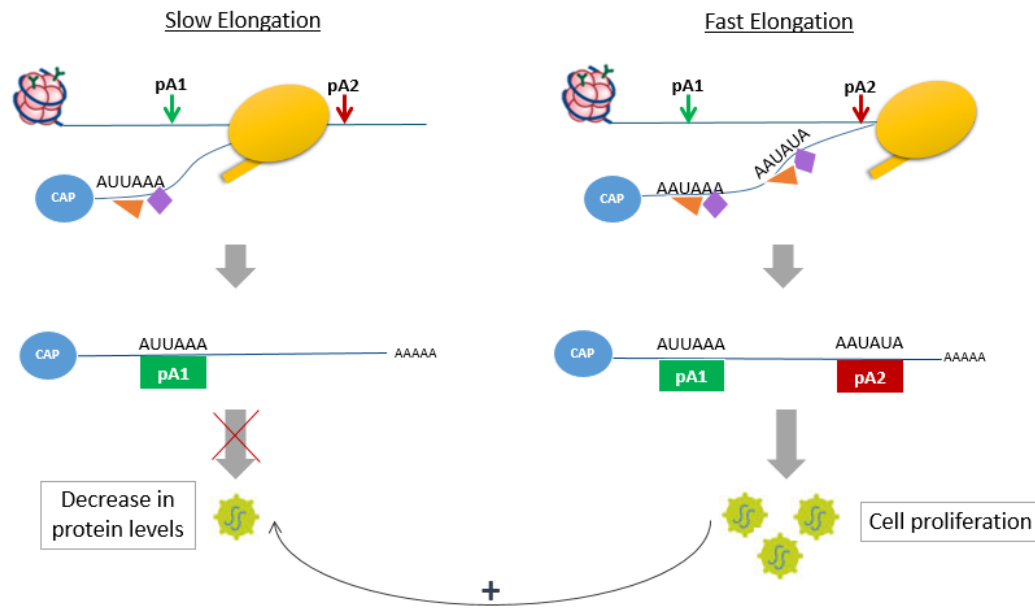 Slow Elongation
Fast Elongation
pA1
pA2
pA1
pA2
AUUAAA
CAP
AAUAUA
AAUAAA
CAP
AUUAAA
CAP
AAAAA
pA1
AUUAAA
AAUAUA
CAP
AAAAA
pA1
pA2
Decrease in
protein levels
Cell proliferation
+